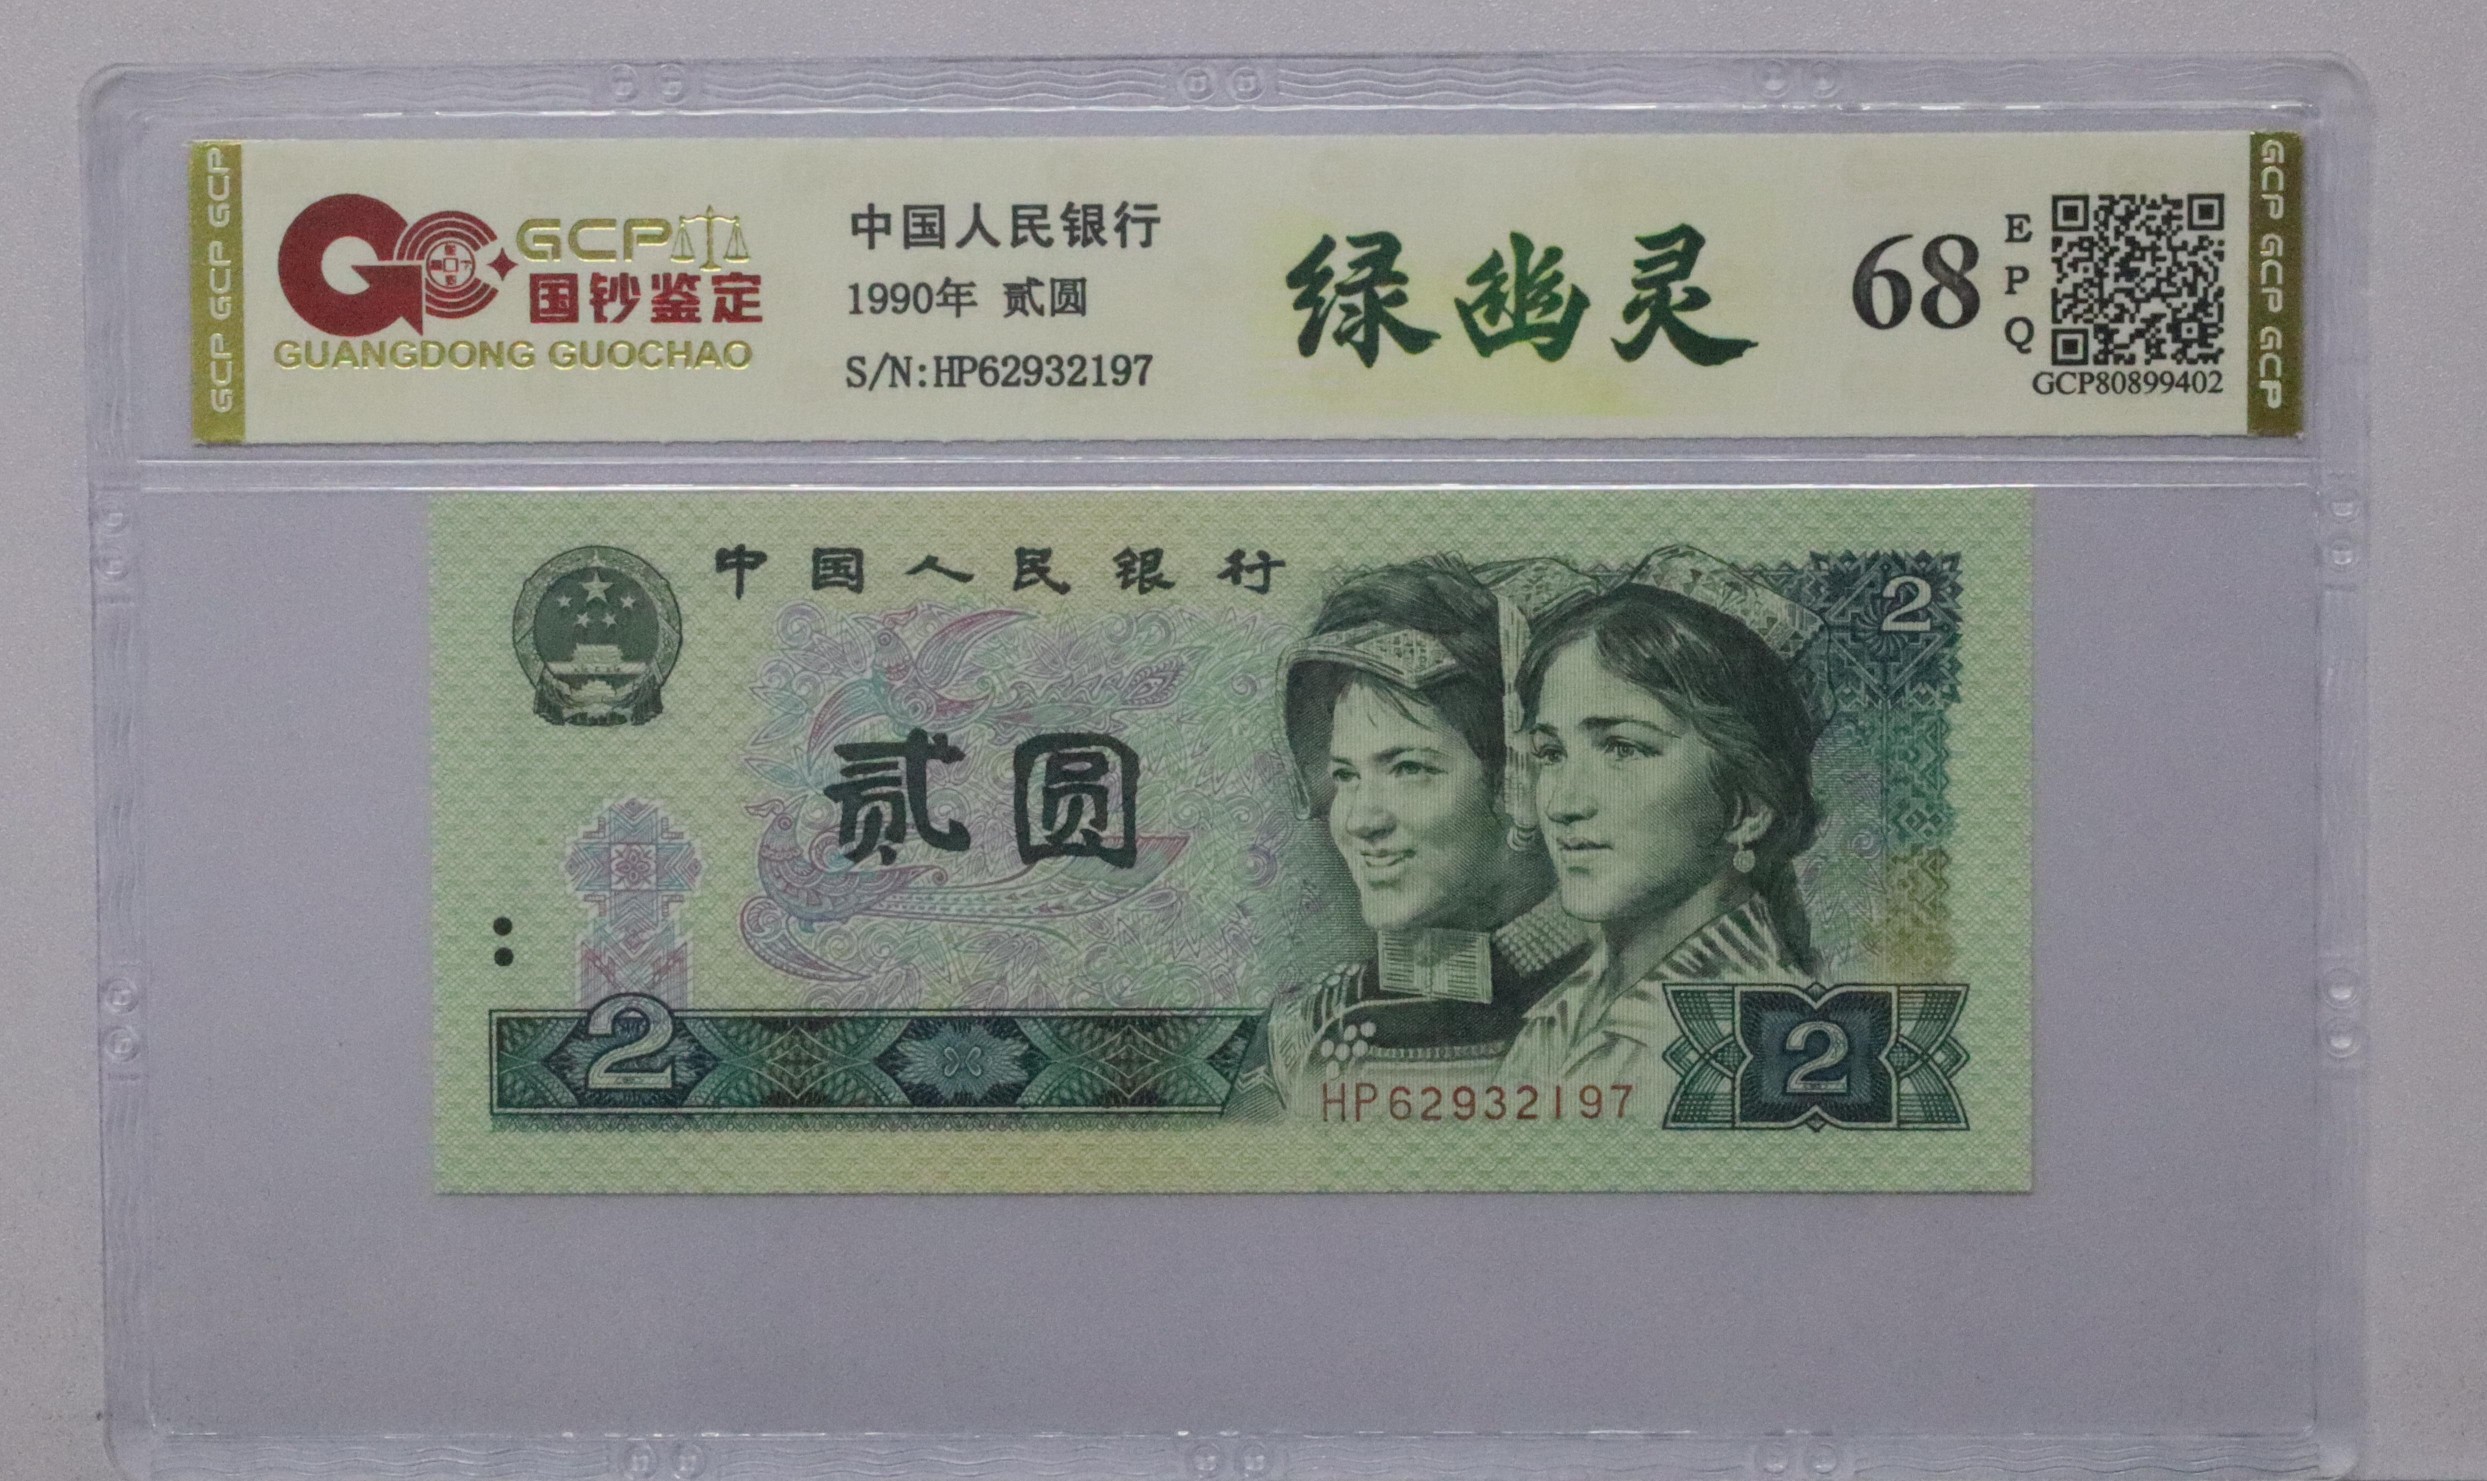 GCP GCP GCP
GCP
国钞鉴定
GUANGDONG GUOCHAO
中国人民银行
1990年 贰圆
S/N:HP62932197
绿幽灵
68
EPQ
GCP80899402
GCP GCP GCP
中国人民银行
2
贰圆
2
HP62932197
2